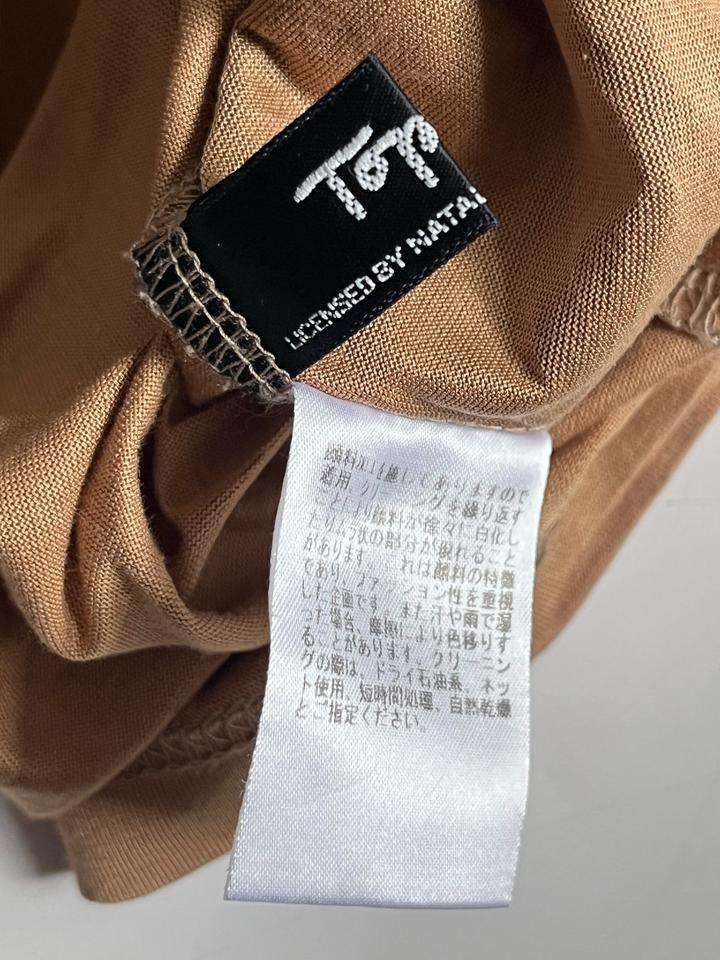 LICENSED BY NATA
顔料加工を施してありますので
着用、クリーニングを繰り返す
ことにより顔料が徐々に白化し
たりムラ状の部分が現れること
があります。これは顔料の特徴
であり、ファッション性を重視
した企画です。また汗や雨で湿
った場合、摩擦により色移りす
ることがあります。クリーニン
グの際は、ドライ石油系、ネッ
ト使用、短時間処理、自然乾燥
とご指定ください。